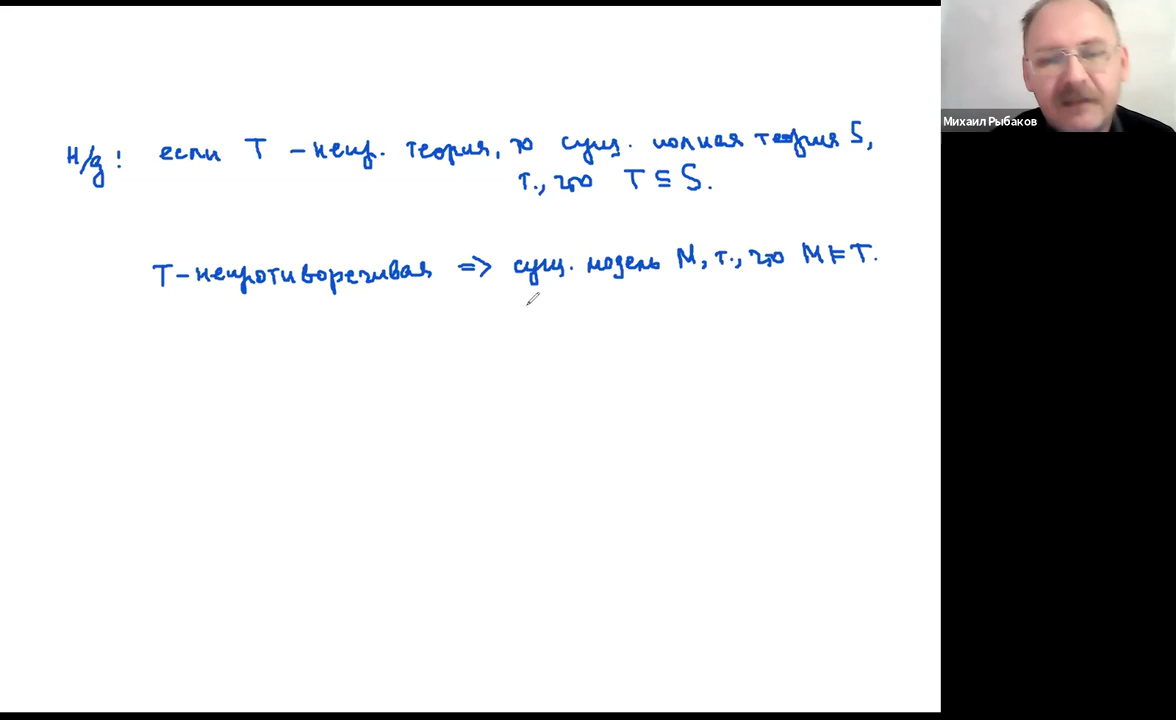 Н/д! если T – непр. теория, то сущ. полная теория S,
т., что T ⊆ S.
T – непротиворечивая => сущ. модель M, т., что M ⊨ T.
Михаил Рыбаков